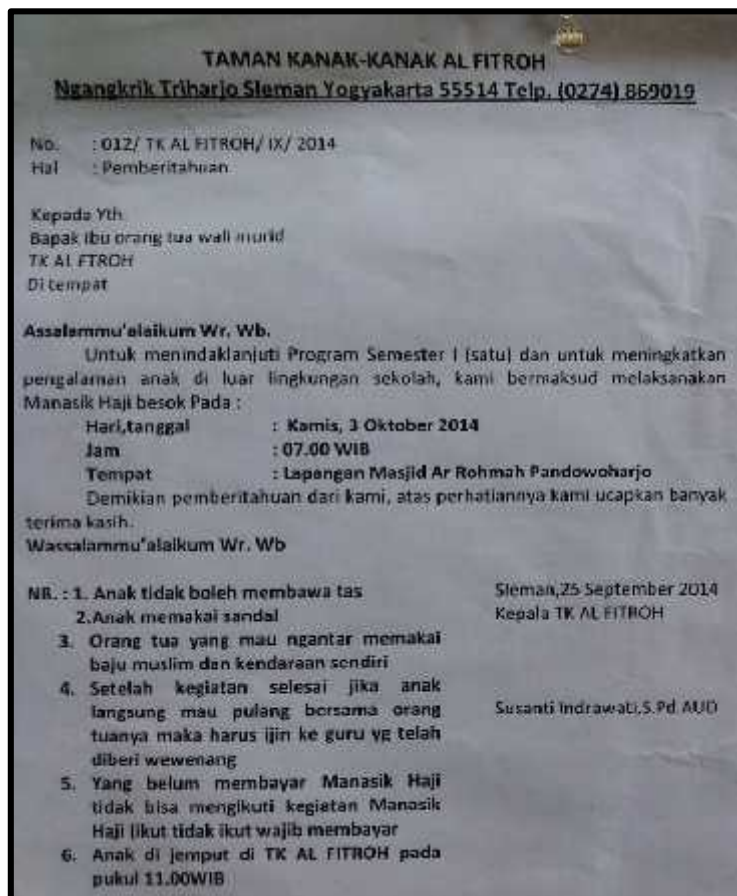 TAMAN KANAK-KANAK AL FITROH
Ngangkrik Triharjo Sleman Yogyakarta 55514 Telp. (0274) 869019
No. : 012/ TK AL FITROH/ IX/ 2014
Hal : Pemberitahuan
Kepada Yth
Bapak Ibu orang tua wali murid
TK AL FTROH
Di tempat
Assalammu'alaikum Wr. Wb.
Untuk menindaklanjuti Program Semester I (satu) dan untuk meningkatkan
pengalaman anak di luar lingkungan sekolah, kami bermaksud melaksanakan
Manasik Haji besok Pada :
Hari,tanggal : Kamis, 3 Oktober 2014
Jam : 07.00 WIB
Tempat : Lapangan Masjid Ar Rohmah Pandowoharjo
Demikian pemberitahuan dari kami, atas perhatiannya kami ucapkan banyak
terima kasih.
Wassalammu'alaikum Wr. Wb
NB. : 1. Anak tidak boleh membawa tas
2.Anak memakai sandal
3. Orang tua yang mau ngantar memakai
baju muslim dan kendaraan sendiri
4. Setelah kegiatan selesai jika anak
langsung mau pulang bersama orang
tuanya maka harus ijin ke guru yg telah
diberi wewenang
5. Yang belum membayar Manasik Haji
tidak bisa mengikuti kegiatan Manasik
Haji Iikut tidak ikut wajib membayar
6. Anak di jemput di TK AL FITROH pada
pukul 11.00WIB
Sleman,25 September 2014
Kepala TK AL FITROH
Susanti Indrawati,S.Pd AUD